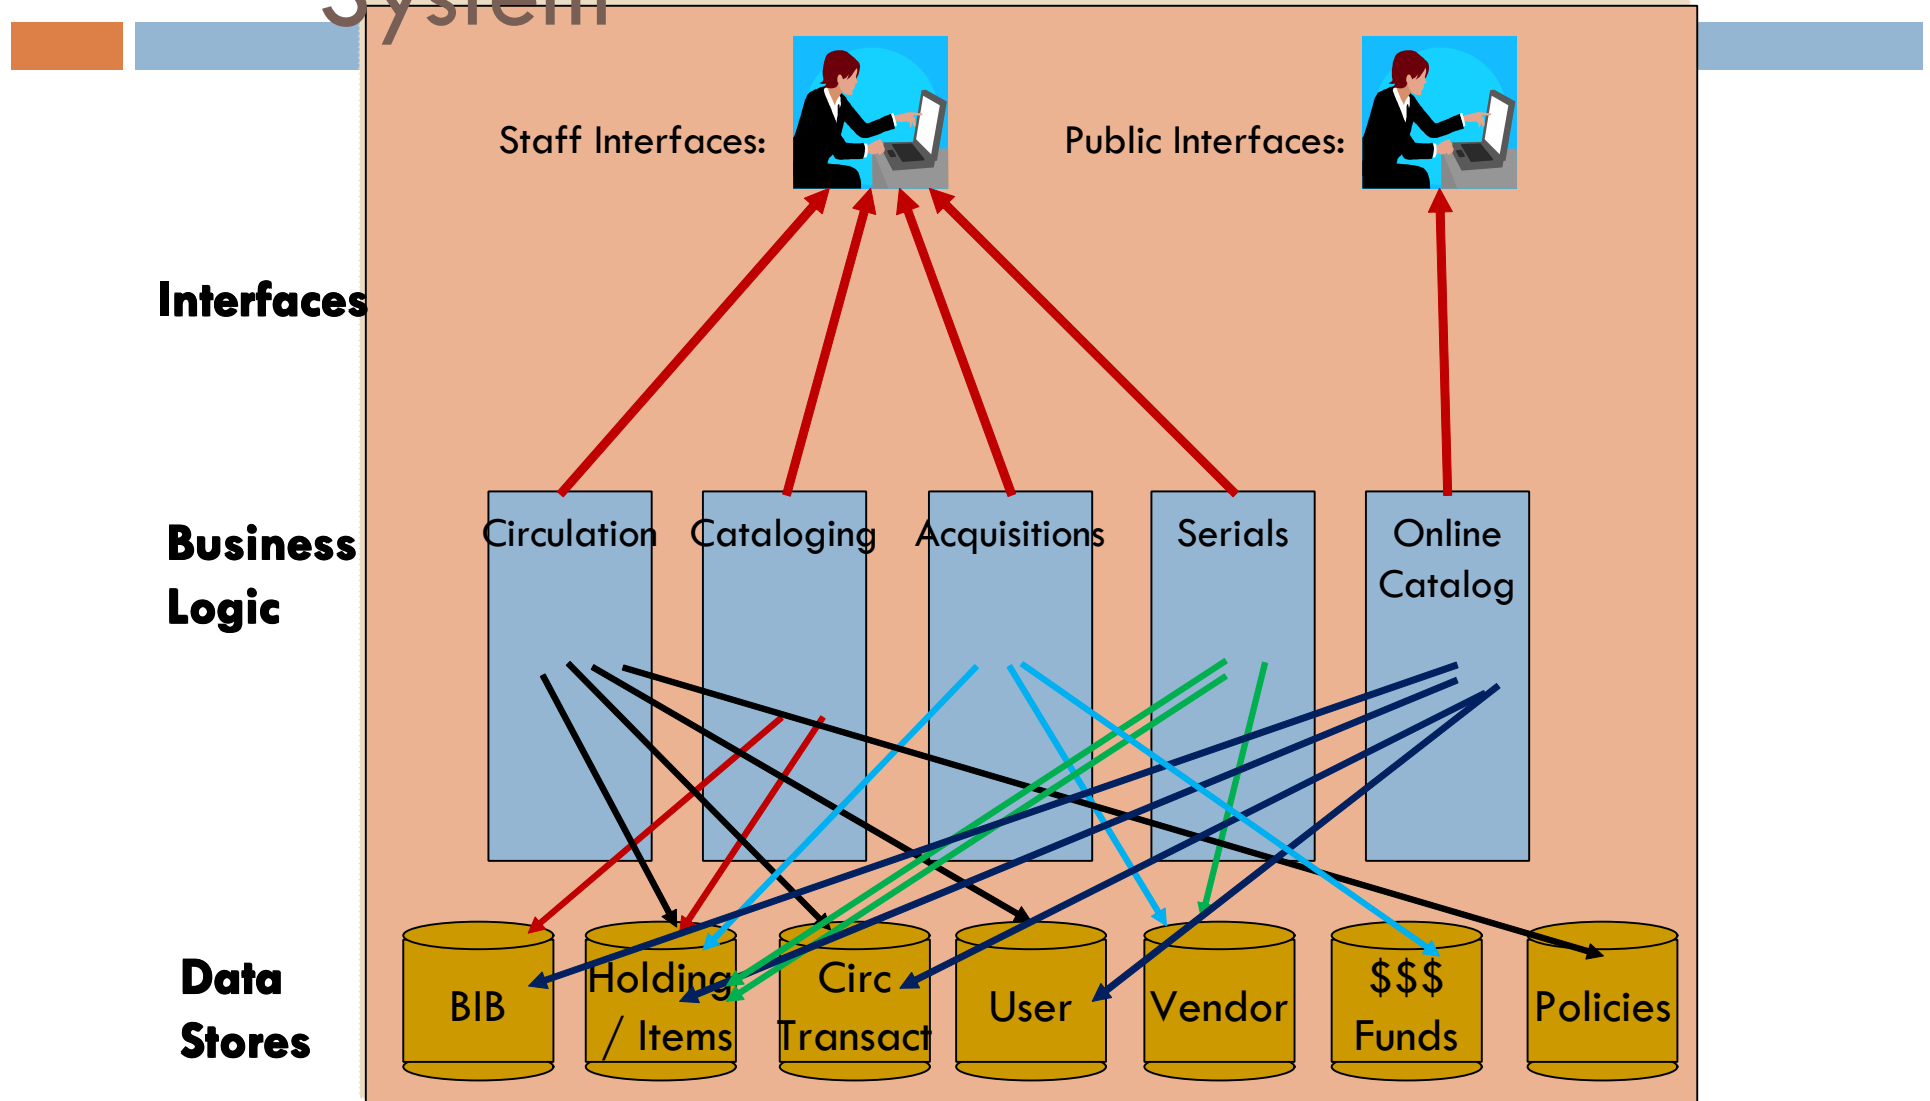 System
Staff Interfaces:
Public Interfaces:
Interfaces
Business
Logic
Circulation
Cataloging
Acquisitions
Serials
Online
Catalog
Data
Stores
BIB
Holding
/ Items
Circ
Transact
User
Vendor
$$$
Funds
Policies